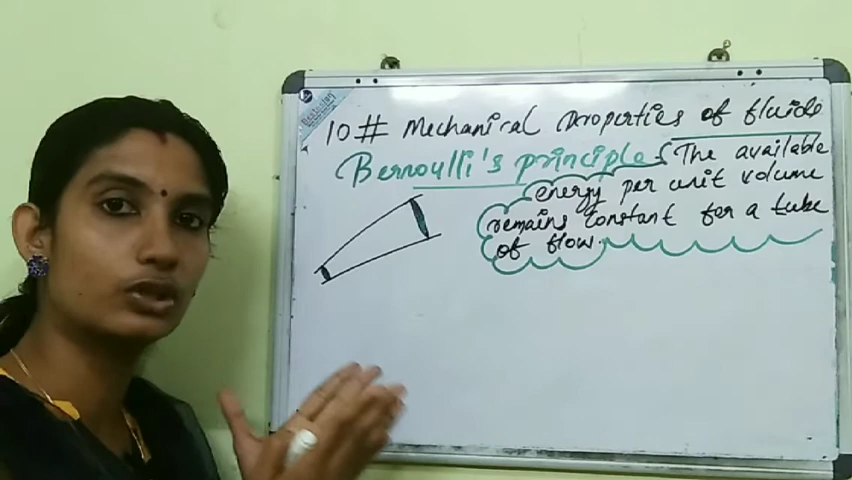 10# Mechanical properties of fluids
Bernoulli's principle { The available
energy per unit volume
remains constant for a tube
of flow.